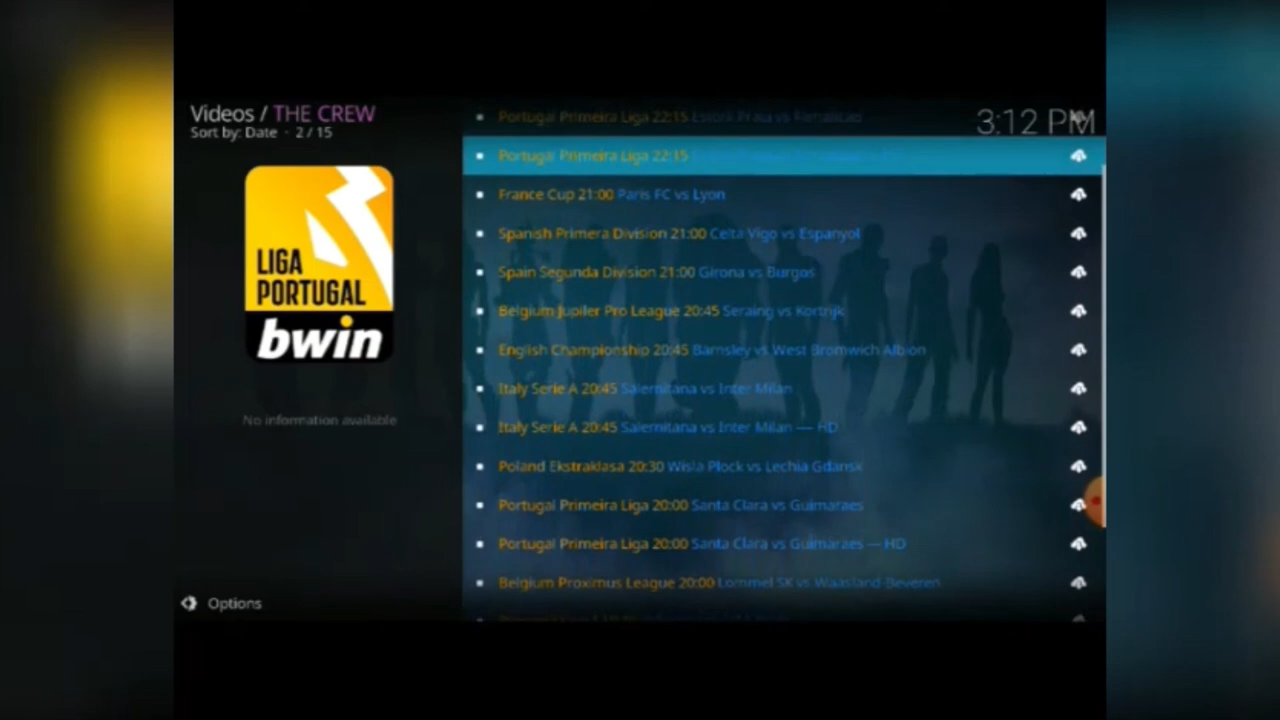 Videos / THE CREW
Sort by: Date · 2 / 15
3:12 PM
Portugal Primeira Liga 22:15 Estoril Praia vs Famalicao
Portugal Primeira Liga 22:15
France Cup 21:00 Paris FC vs Lyon
Spanish Primera Division 21:00 Celta Vigo vs Espanyol
Spain Segunda Division 21:00 Girona vs Burgos
Belgium Jupiler Pro League 20:45 Seraing vs Kortrijk
English Championship 20:45 Barnsley vs West Bromwich Albion
Italy Serie A 20:45 Salernitana vs Inter Milan
Italy Serie A 20:45 Salernitana vs Inter Milan — HD
Poland Ekstraklasa 20:30 Wisla Plock vs Lechia Gdansk
Portugal Primeira Liga 20:00 Santa Clara vs Guimaraes
Portugal Primeira Liga 20:00 Santa Clara vs Guimaraes — HD
Belgium Proximus League 20:00 Lommel SK vs Waasland-Beveren
LIGA
PORTUGAL
bwin
No information available
Options